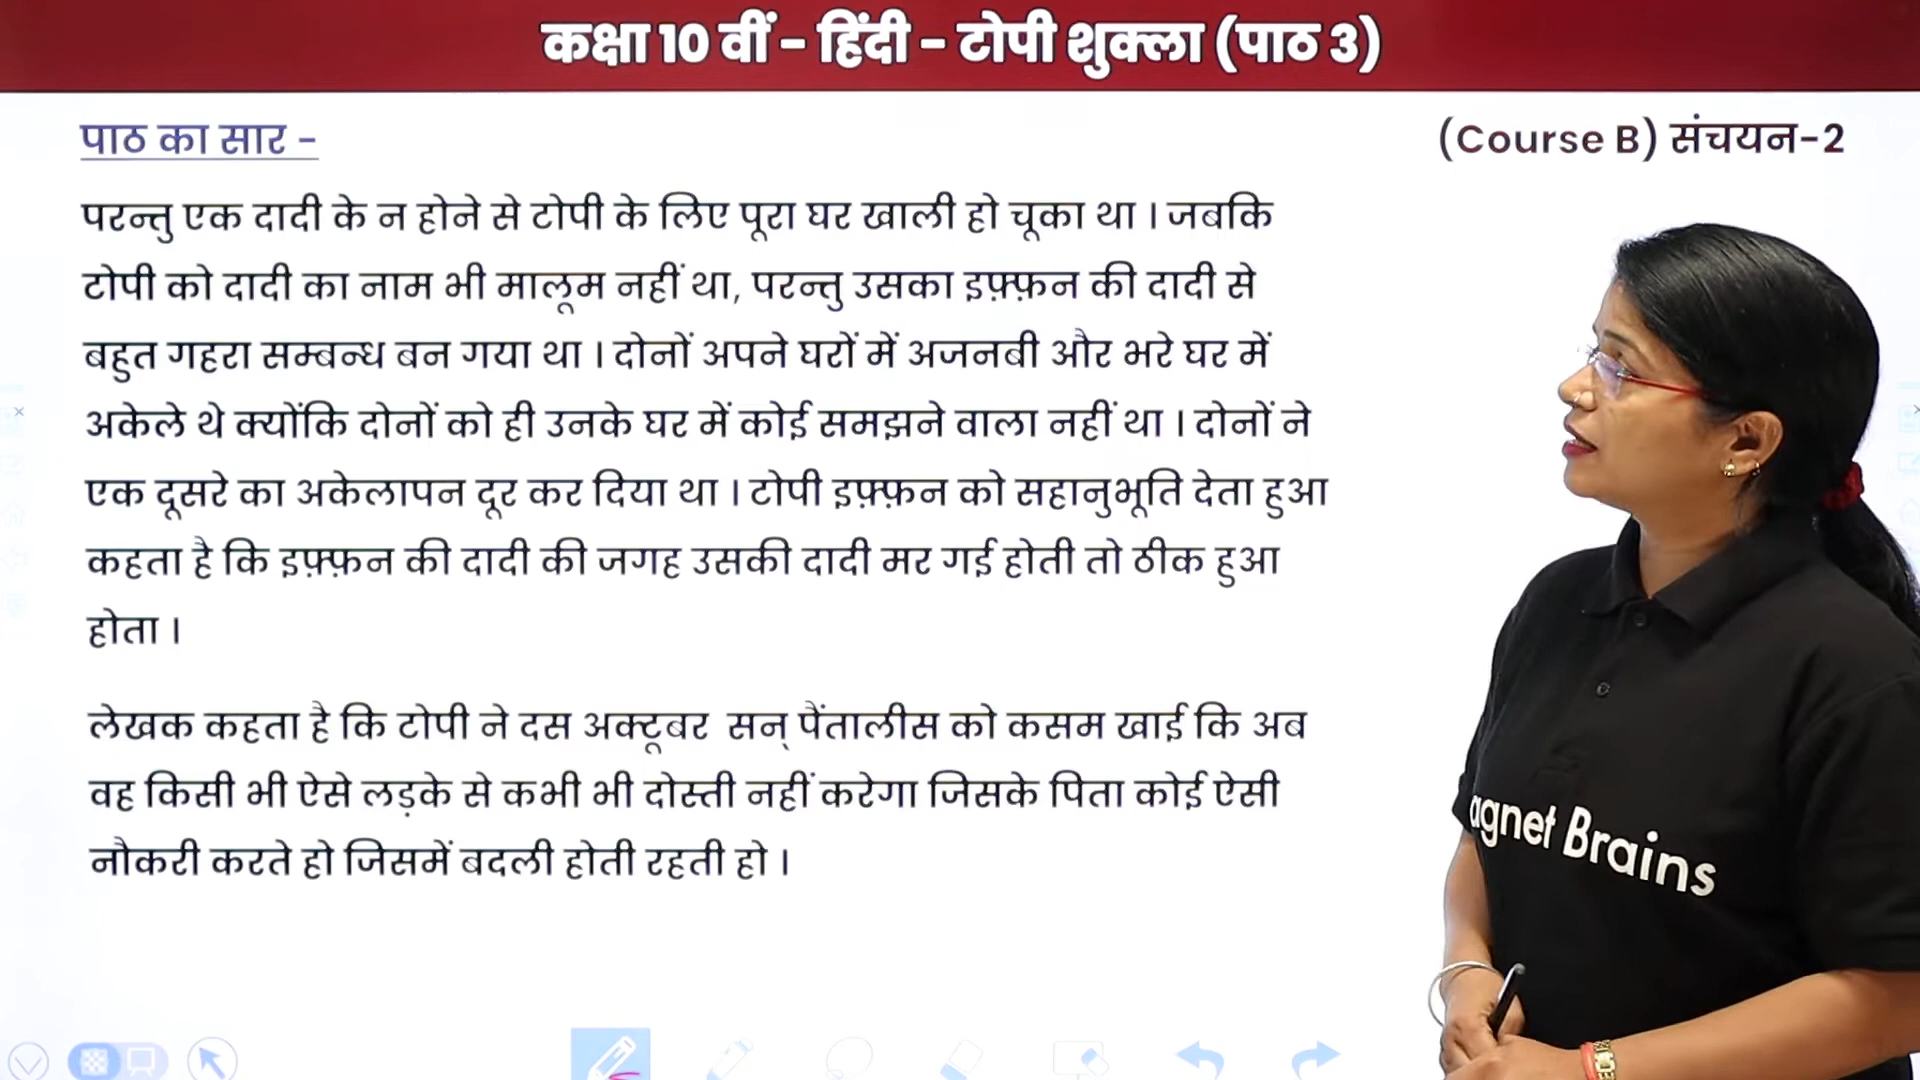 कक्षा 10 वीं - हिंदी - टोपी शुक्ला (पाठ 3)
पाठ का सार -
(Course B) संचयन-2
परन्तु एक दादी के न होने से टोपी के लिए पूरा घर खाली हो चूका था । जबकि
टोपी को दादी का नाम भी मालूम नहीं था, परन्तु उसका इफ़्फ़न की दादी से
बहुत गहरा सम्बन्ध बन गया था । दोनों अपने घरों में अजनबी और भरे घर में
अकेले थे क्योंकि दोनों को ही उनके घर में कोई समझने वाला नहीं था । दोनों ने
एक दूसरे का अकेलापन दूर कर दिया था । टोपी इफ़्फ़न को सहानुभूति देता हुआ
कहता है कि इफ़्फ़न की दादी की जगह उसकी दादी मर गई होती तो ठीक हुआ
होता ।
लेखक कहता है कि टोपी ने दस अक्टूबर सन् पैंतालीस को कसम खाई कि अब
वह किसी भी ऐसे लड़के से कभी भी दोस्ती नहीं करेगा जिसके पिता कोई ऐसी
नौकरी करते हो जिसमें बदली होती रहती हो ।
agnet Brains